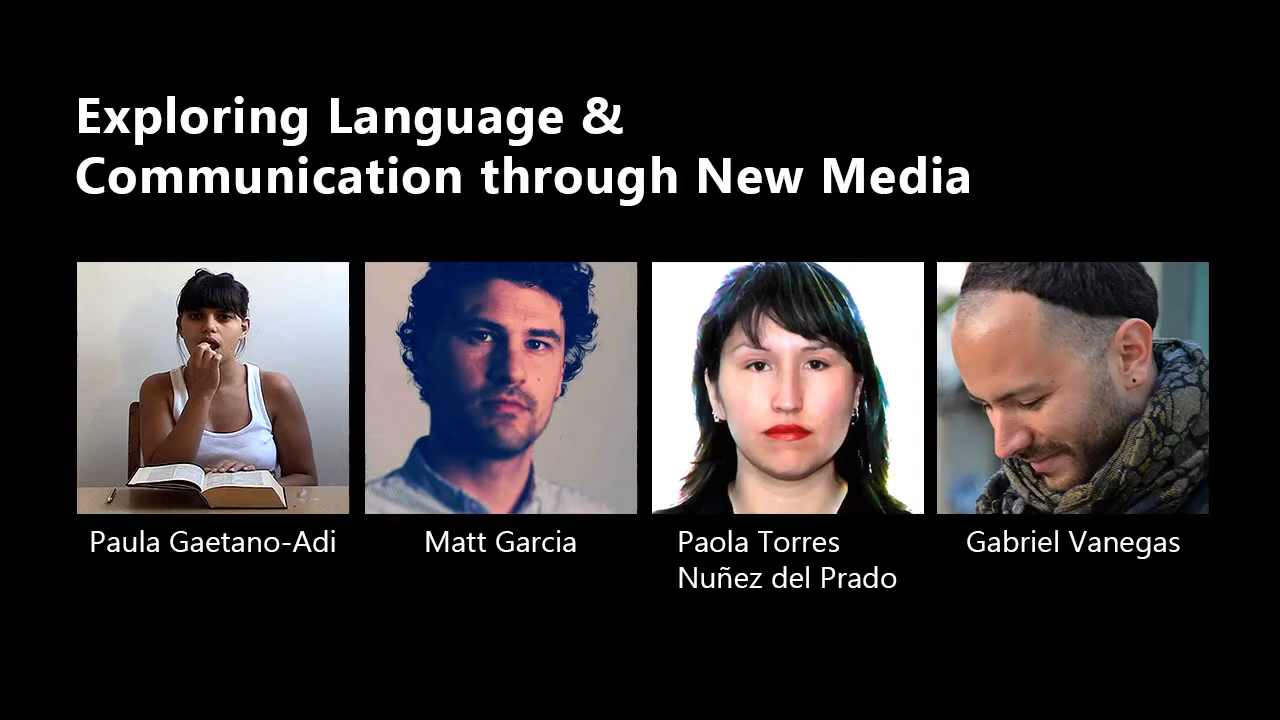 Exploring Language &
Communication through New Media
Paula Gaetano-Adi
Matt Garcia
Paola Torres
Nuñez del Prado
Gabriel Vanegas